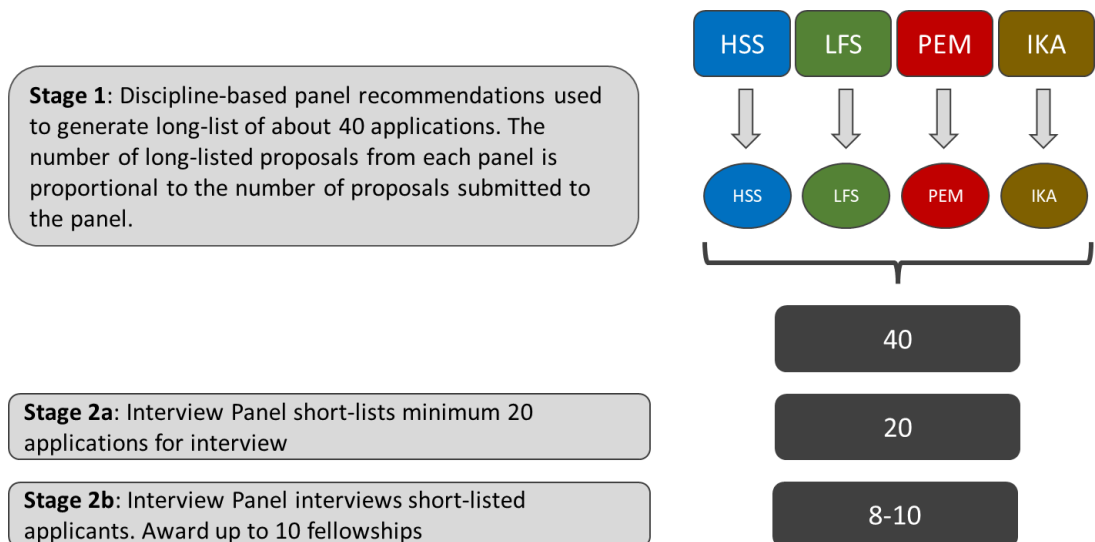 HSS LFS PEM IKA
Stage 1: Discipline-based panel recommendations used
to generate long-list of about 40 applications. The
number of long-listed proposals from each panel is
proportional to the number of proposals submitted to
the panel.
HSS LFS PEM IKA
40
Stage 2a: Interview Panel short-lists minimum 20
applications for interview
20
Stage 2b: Interview Panel interviews short-listed
applicants. Award up to 10 fellowships
8-10